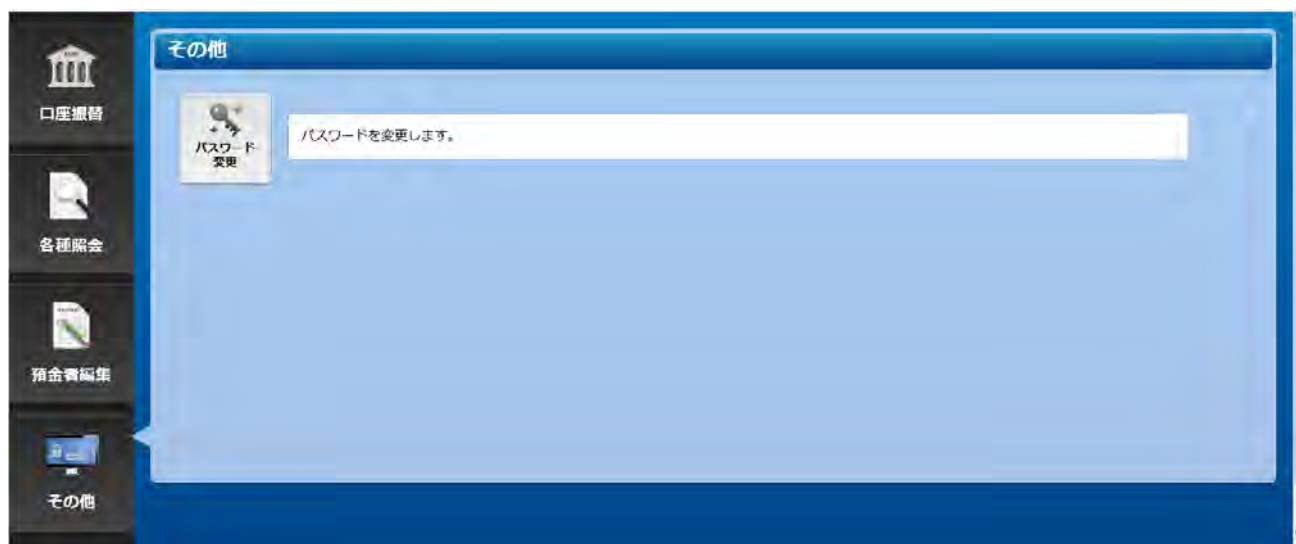 口座振替
各種照会
預金者編集
その他
その他
パスワード
変更
パスワードを変更します。